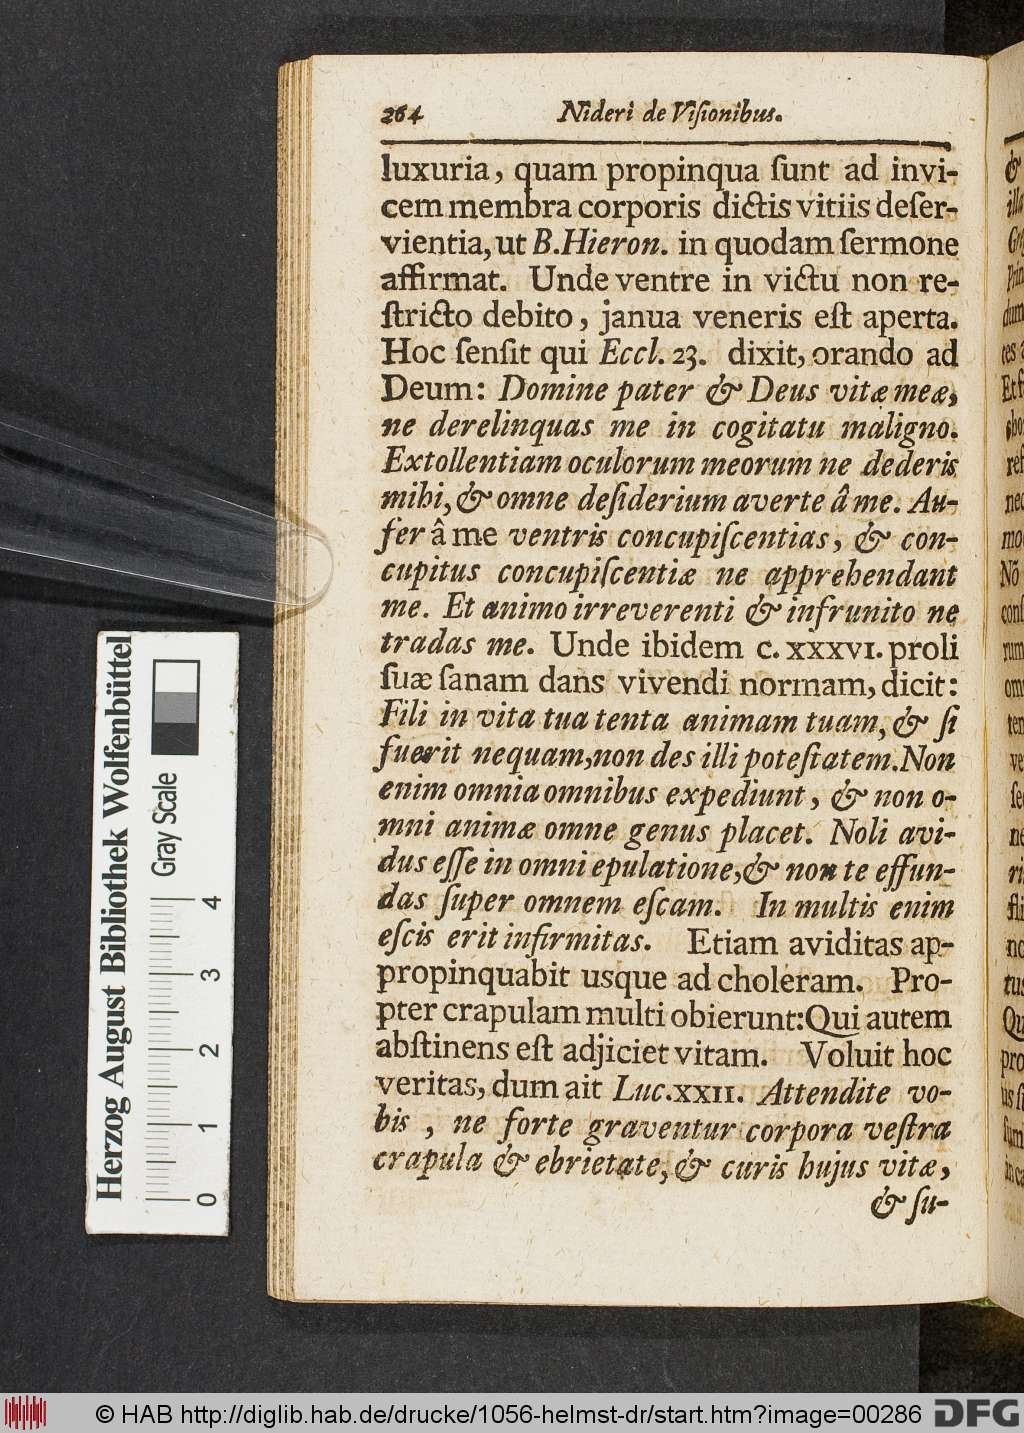 264 Nideri de Viſionibus.
luxuria, quam propinqua ſunt ad invi-
cem membra corporis dictis vitiis deſer-
vientia, ut B. Hieron. in quodam ſermone
affirmat. Unde ventre in victu non re-
ſtricto debito, janua veneris eſt aperta.
Hoc ſenſit qui Eccl. 23. dixit, orando ad
Deum: Domine pater & Deus vitæ meæ,
ne derelinquas me in cogitatu maligno.
Extollentiam oculorum meorum ne dederis
mihi, & omne deſiderium averte â me. Au-
fer â me ventris concupiſcentias, & con-
cupitus concupiſcentiæ ne apprehendant
me. Et animo irreverenti & infrunito ne
tradas me. Unde ibidem c. XXXVI. proli
ſuæ ſanam dans vivendi normam, dicit:
Fili in vita tua tenta animam tuam, & ſi
fuerit nequam, non des illi poteſtatem. Non
enim omnia omnibus expediunt, & non o-
mni animæ omne genus placet. Noli avi-
dus eſſe in omni epulatione, & non te effun-
das ſuper omnem eſcam. In multis enim
eſcis erit infirmitas. Etiam aviditas ap-
propinquabit usque ad choleram. Pro-
pter crapulam multi obierunt: Qui autem
abſtinens eſt adjiciet vitam. Voluit hoc
veritas, dum ait Luc. XXII. Attendite vo-
bis, ne forte graventur corpora veſtra
crapula & ebrietate, & curis hujus vitæ,
& ſu-
Herzog August Bibliothek Wolfenbüttel
Gray Scale
0 1 2 3 4
© HAB http://diglib.hab.de/drucke/1056-helmst-dr/start.htm?image=00286
DFG